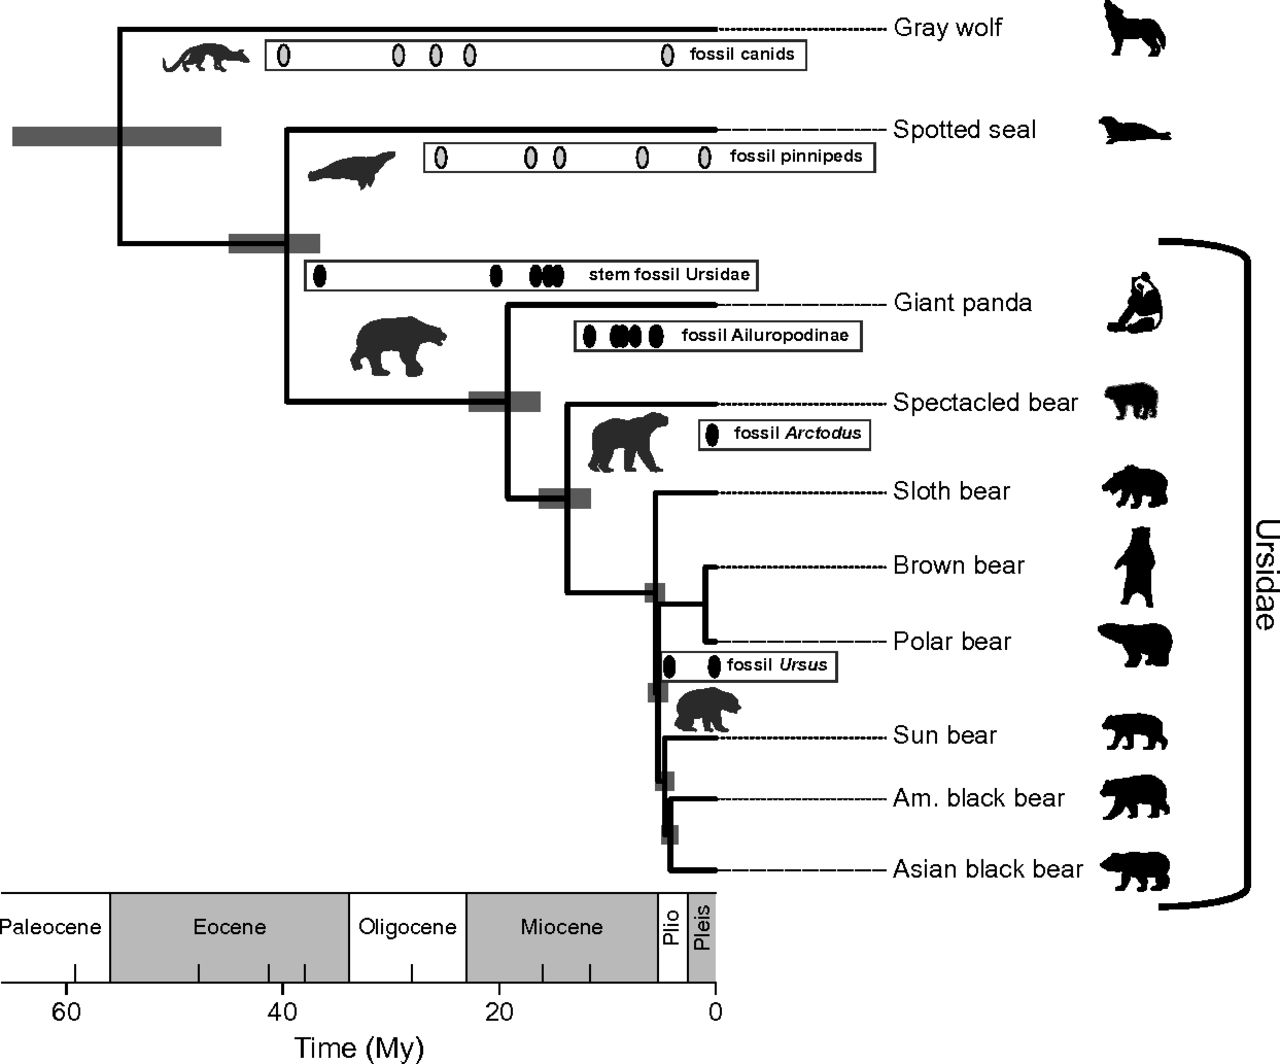 Gray wolf
fossil canids
Spotted seal
fossil pinnipeds
stem fossil Ursidae
Giant panda
fossil Ailuropodinae
Spectacled bear
fossil Arctodus
Sloth bear
Ursidae
Brown bear
Polar bear
fossil Ursus
Sun bear
Am. black bear
Asian black bear
Paleocene Eocene Oligocene Miocene Plio Pleis
60 40 20 0
Time (My)